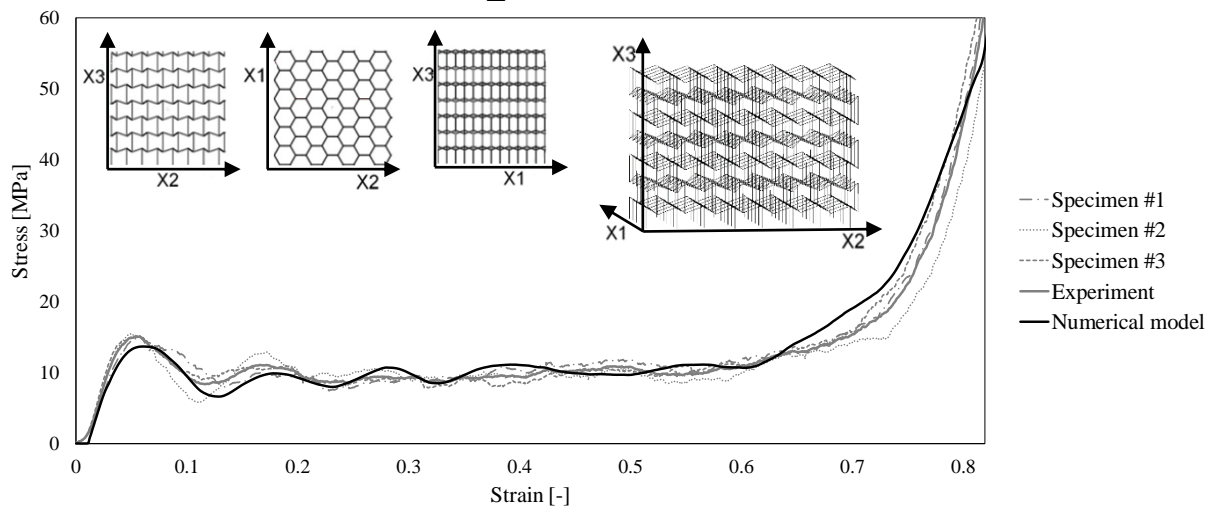 60
50
40
30
20
10
0
Stress [MPa]
0
0.1
0.2
0.3
0.4
0.5
0.6
0.7
0.8
Strain [-]
X3
X2
X1
X2
X3
X1
X3
X1
X2
Specimen #1
Specimen #2
Specimen #3
Experiment
Numerical model